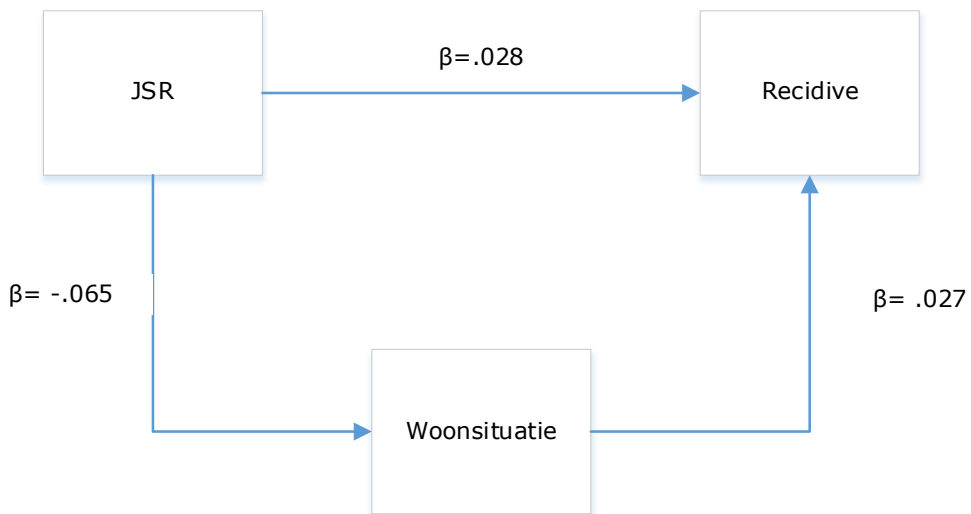 β=.028
JSR
Recidive
β= -.065
β= .027
Woonsituatie